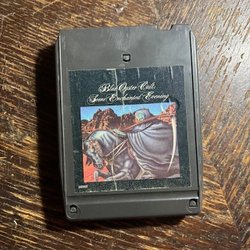 Blue Öyster Cult
Some Enchanted Evening